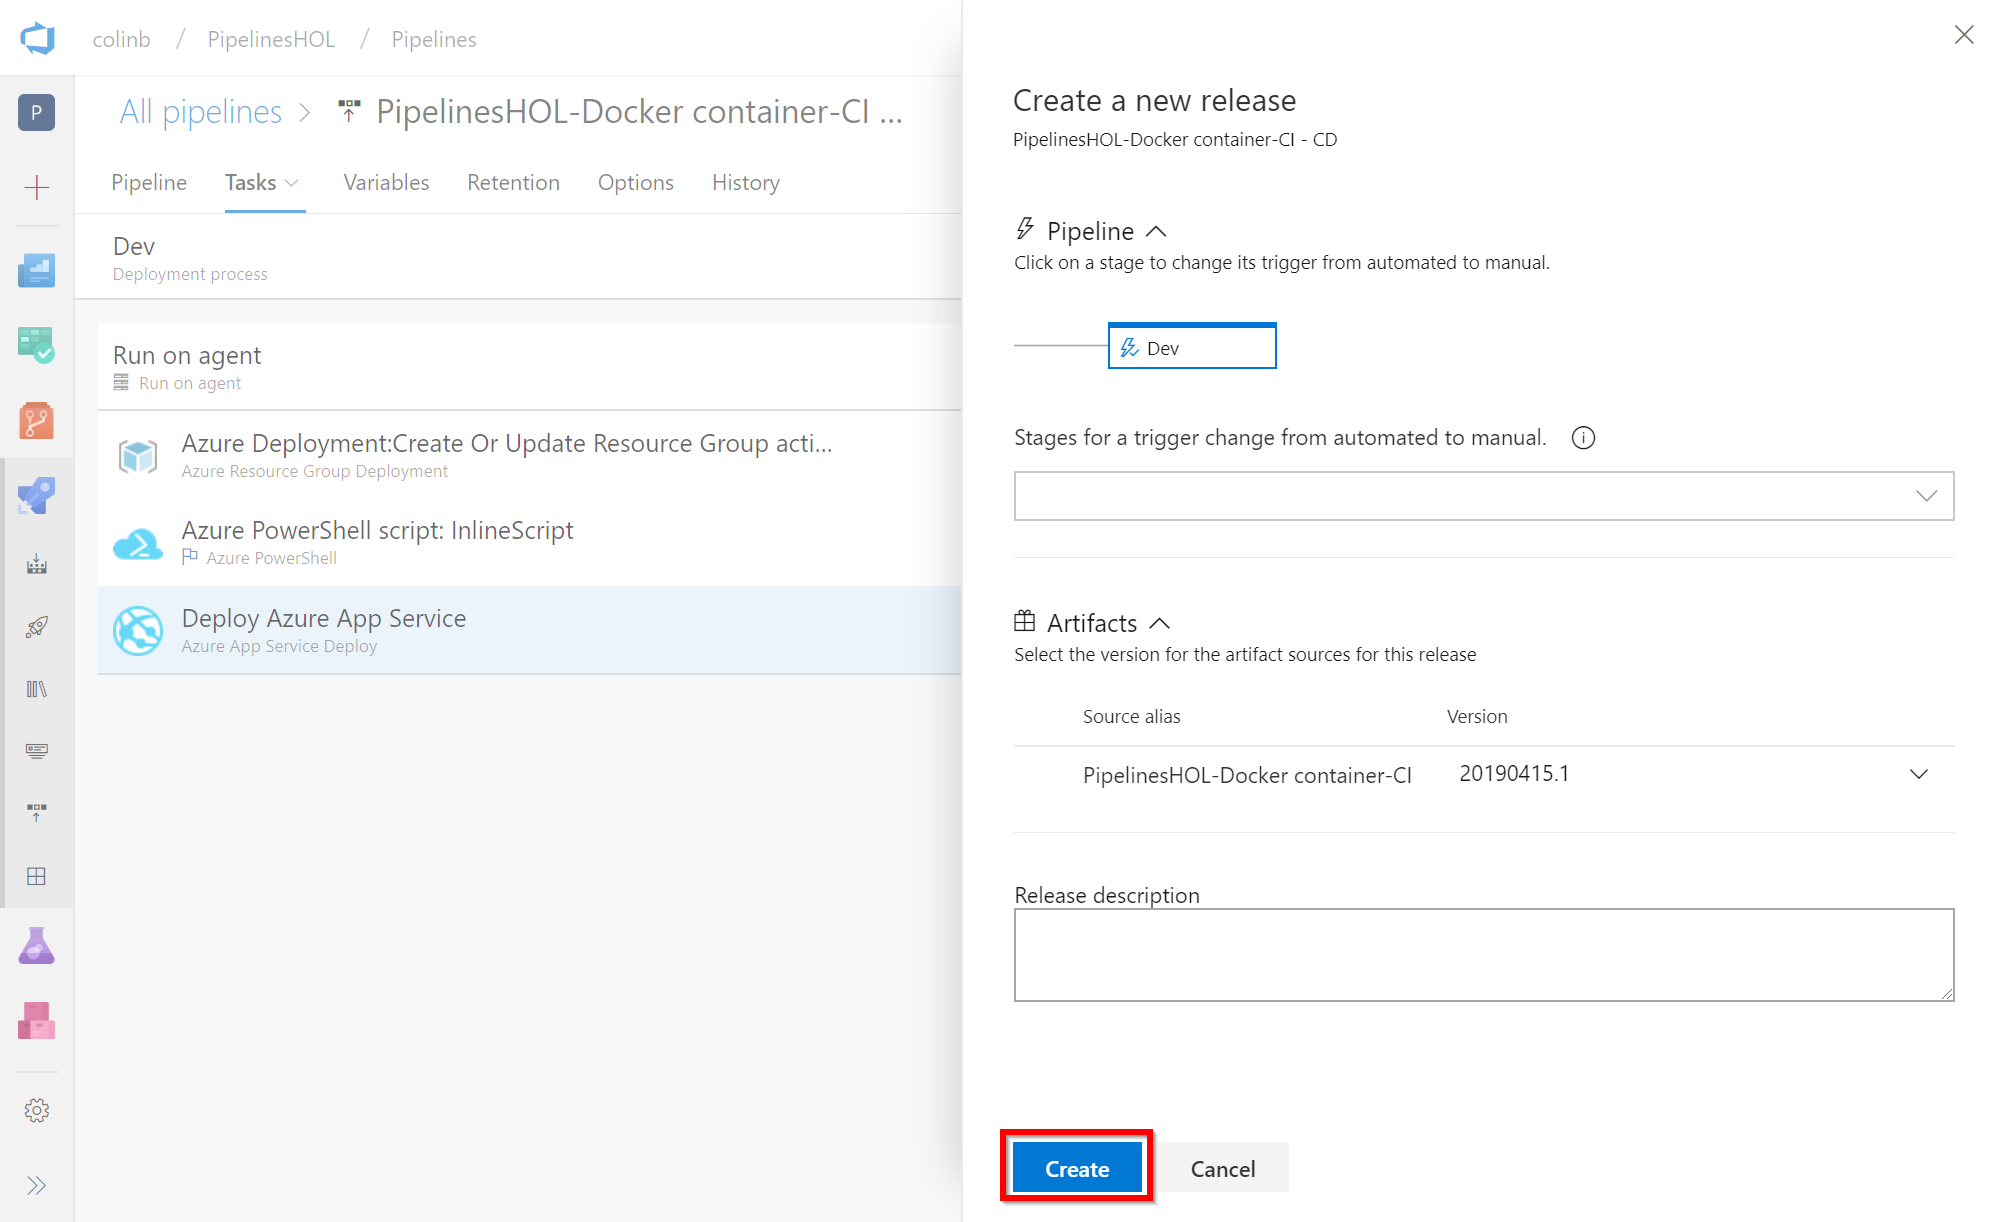 colinb / PipelinesHOL / Pipelines
P
All pipelines > PipelinesHOL-Docker container-CI ...
Pipeline Tasks Variables Retention Options History
Dev
Deployment process
Run on agent
Run on agent
Azure Deployment:Create Or Update Resource Group acti...
Azure Resource Group Deployment
Azure PowerShell script: InlineScript
Azure PowerShell
Deploy Azure App Service
Azure App Service Deploy
Create a new release
PipelinesHOL-Docker container-CI - CD
Pipeline
Click on a stage to change its trigger from automated to manual.
Dev
Stages for a trigger change from automated to manual.
Artifacts
Select the version for the artifact sources for this release
Source alias Version
PipelinesHOL-Docker container-CI 20190415.1
Release description
Create Cancel